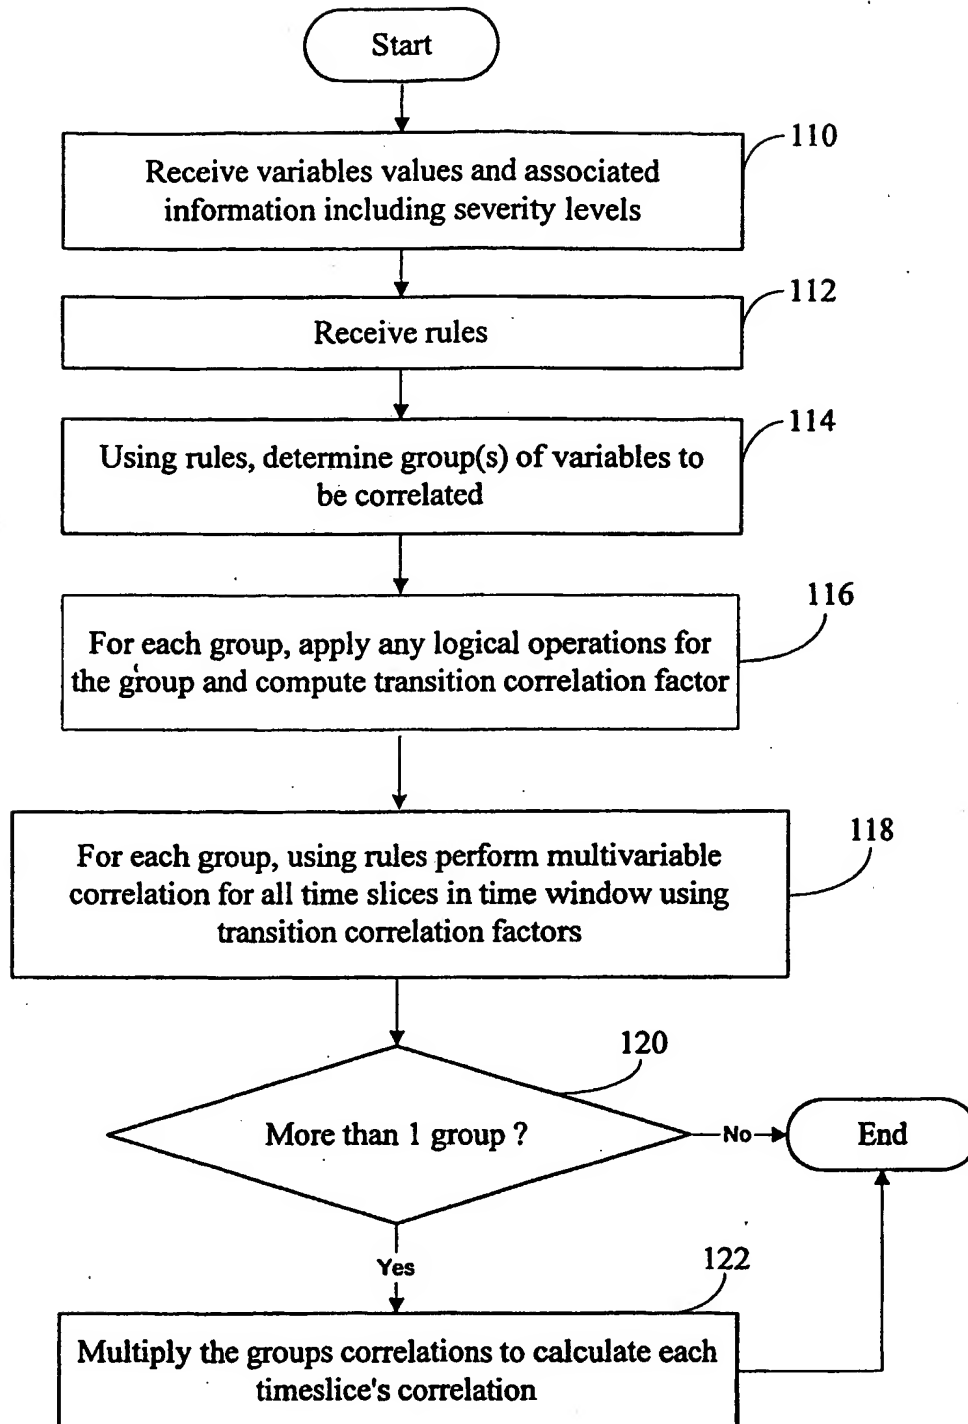 Start
110
Receive variables values and associated
information including severity levels
112
Receive rules
114
Using rules, determine group(s) of variables to
be correlated
116
For each group, apply any logical operations for
the group and compute transition correlation factor
118
For each group, using rules perform multivariable
correlation for all time slices in time window using
transition correlation factors
120
More than 1 group ?
No
End
Yes
122
Multiply the groups correlations to calculate each
timeslice's correlation